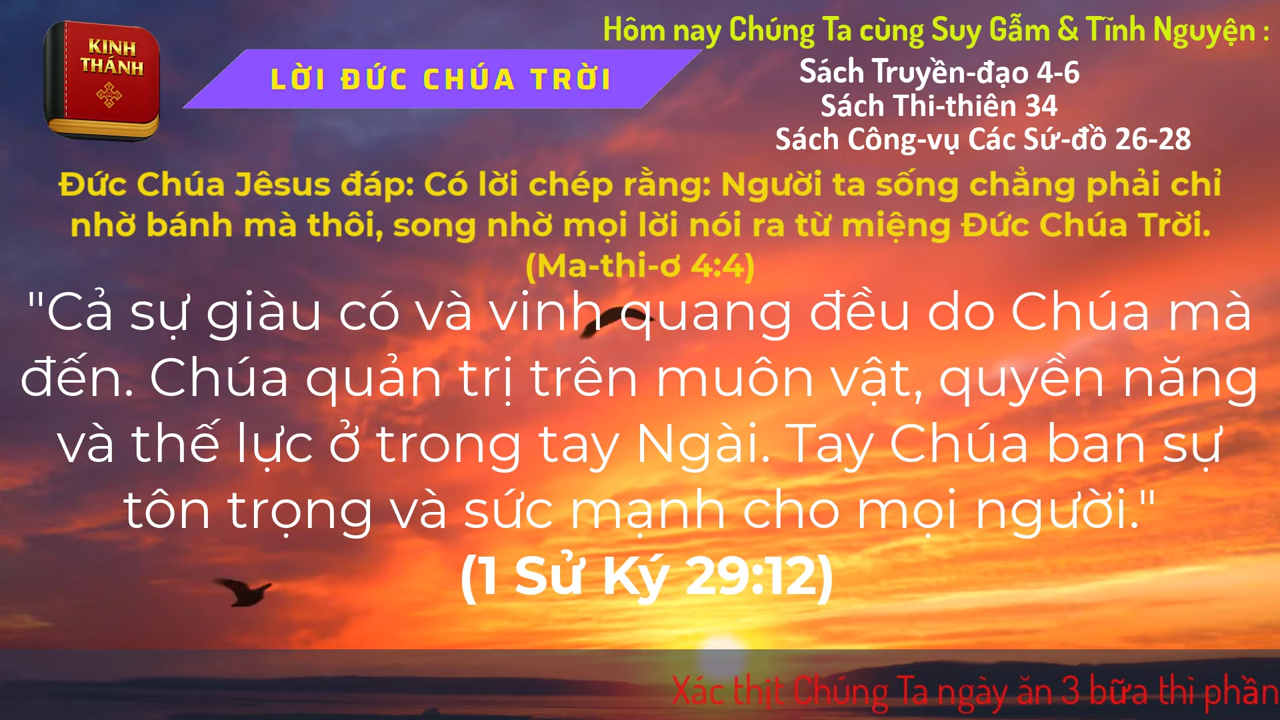 Hôm nay Chúng Ta cùng Suy Gẫm & Tĩnh Nguyện :
KINH
THÁNH
LỜI ĐỨC CHÚA TRỜI
Sách Truyền-đạo 4-6
Sách Thi-thiên 34
Sách Công-vụ Các Sứ-đồ 26-28
Đức Chúa Jêsus đáp: Có lời chép rằng: Người ta sống chẳng phải chỉ
nhờ bánh mà thôi, song nhờ mọi lời nói ra từ miệng Đức Chúa Trời.
(Ma-thi-ơ 4:4)
"Cả sự giàu có và vinh quang đều do Chúa mà
đến. Chúa quản trị trên muôn vật, quyền năng
và thế lực ở trong tay Ngài. Tay Chúa ban sự
tôn trọng và sức mạnh cho mọi người."
(1 Sử Ký 29:12)
Xác thịt Chúng Ta ngày ăn 3 bữa thì phần